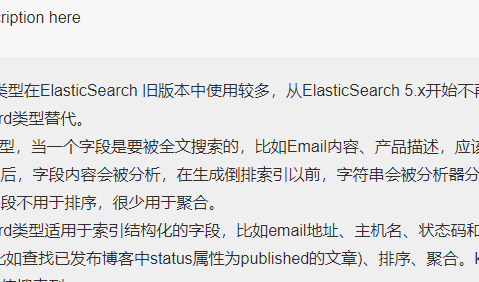 cription here
类型在ElasticSearch 旧版本中使用较多，从ElasticSearch 5.x开始不再
rd类型替代。
型，当一个字段是要被全文搜索的，比如Email内容、产品描述，应该
后，字段内容会被分析，在生成倒排索引以前，字符串会被分析器分
段不用于排序，很少用于聚合。
rd类型适用于索引结构化的字段，比如email地址、主机名、状态码和
比如查找已发布博客中status属性为published的文章)、排序、聚合。k